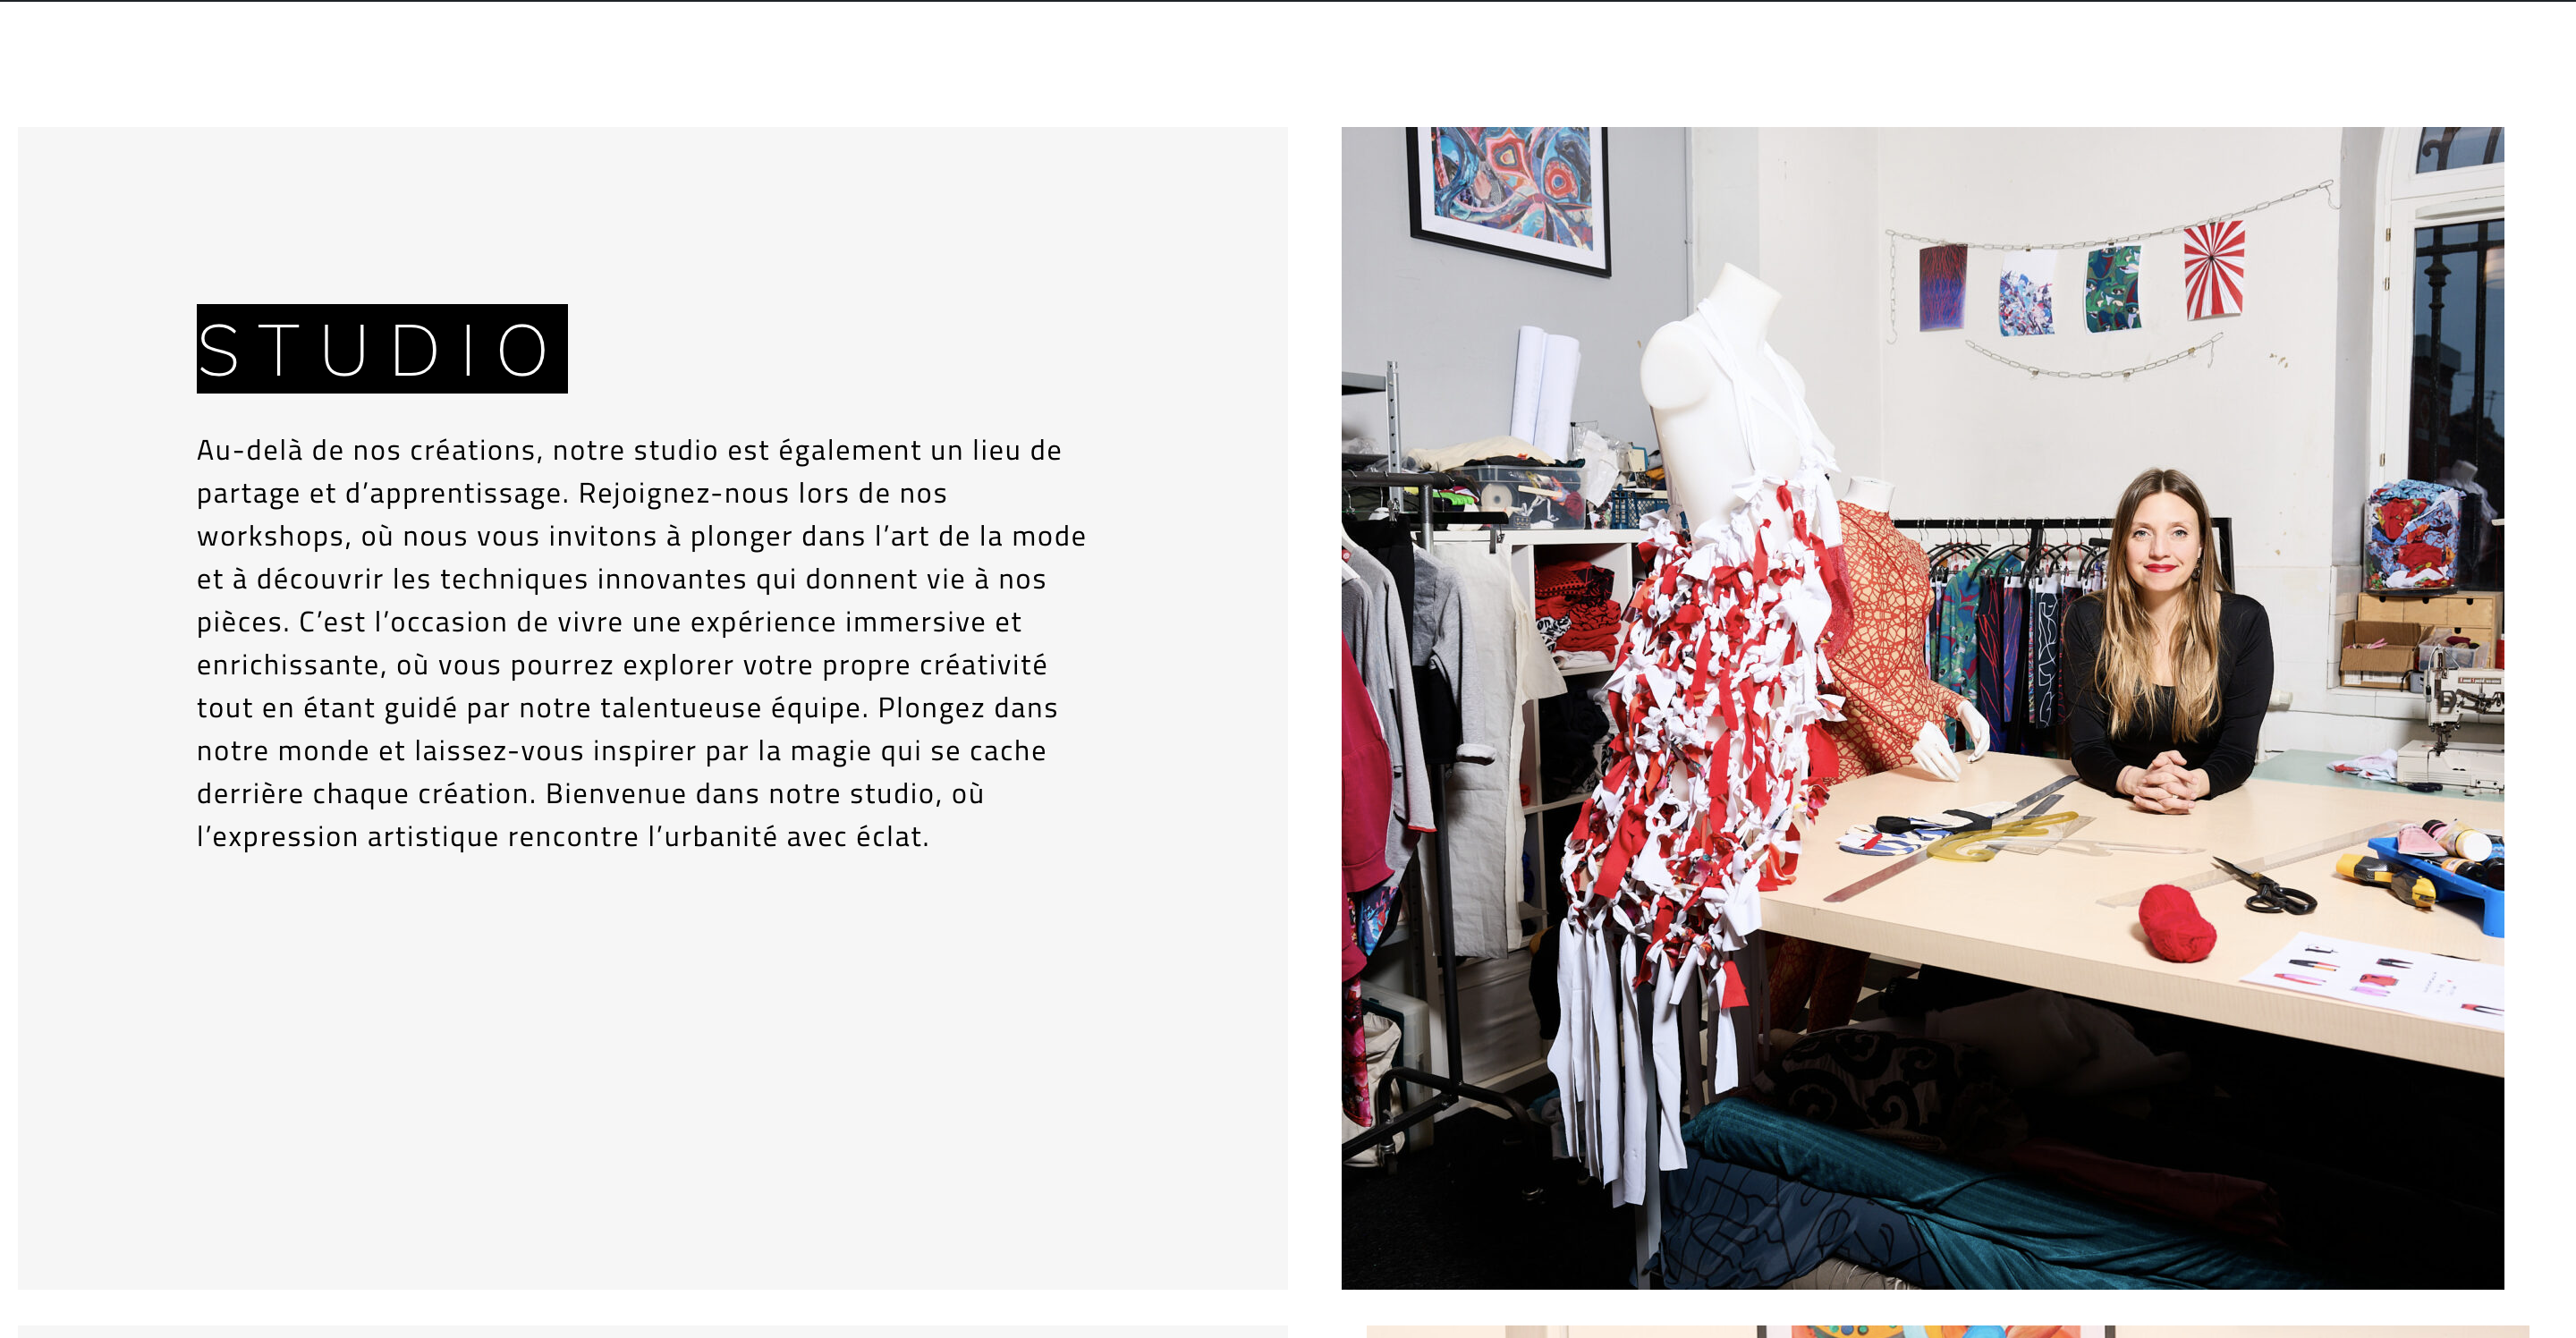 STUDIO
Au-delà de nos créations, notre studio est également un lieu de
partage et d’apprentissage. Rejoignez-nous lors de nos
workshops, où nous vous invitons à plonger dans l’art de la mode
et à découvrir les techniques innovantes qui donnent vie à nos
pièces. C’est l’occasion de vivre une expérience immersive et
enrichissante, où vous pourrez explorer votre propre créativité
tout en étant guidé par notre talentueuse équipe. Plongez dans
notre monde et laissez-vous inspirer par la magie qui se cache
derrière chaque création. Bienvenue dans notre studio, où
l’expression artistique rencontre l’urbanité avec éclat.